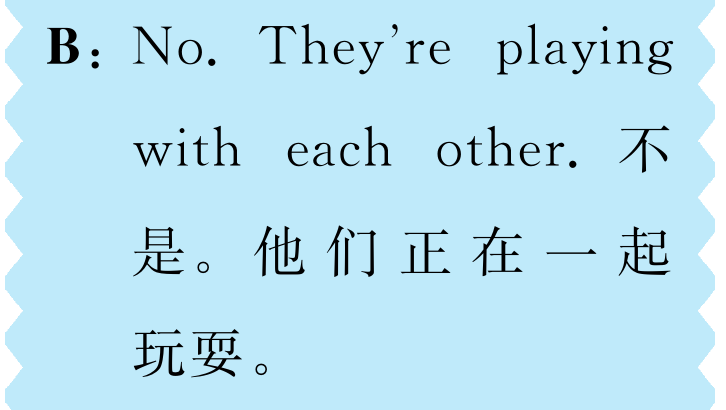 B: No. They're playing
with each other. 不
是。他们正在一起
玩耍。